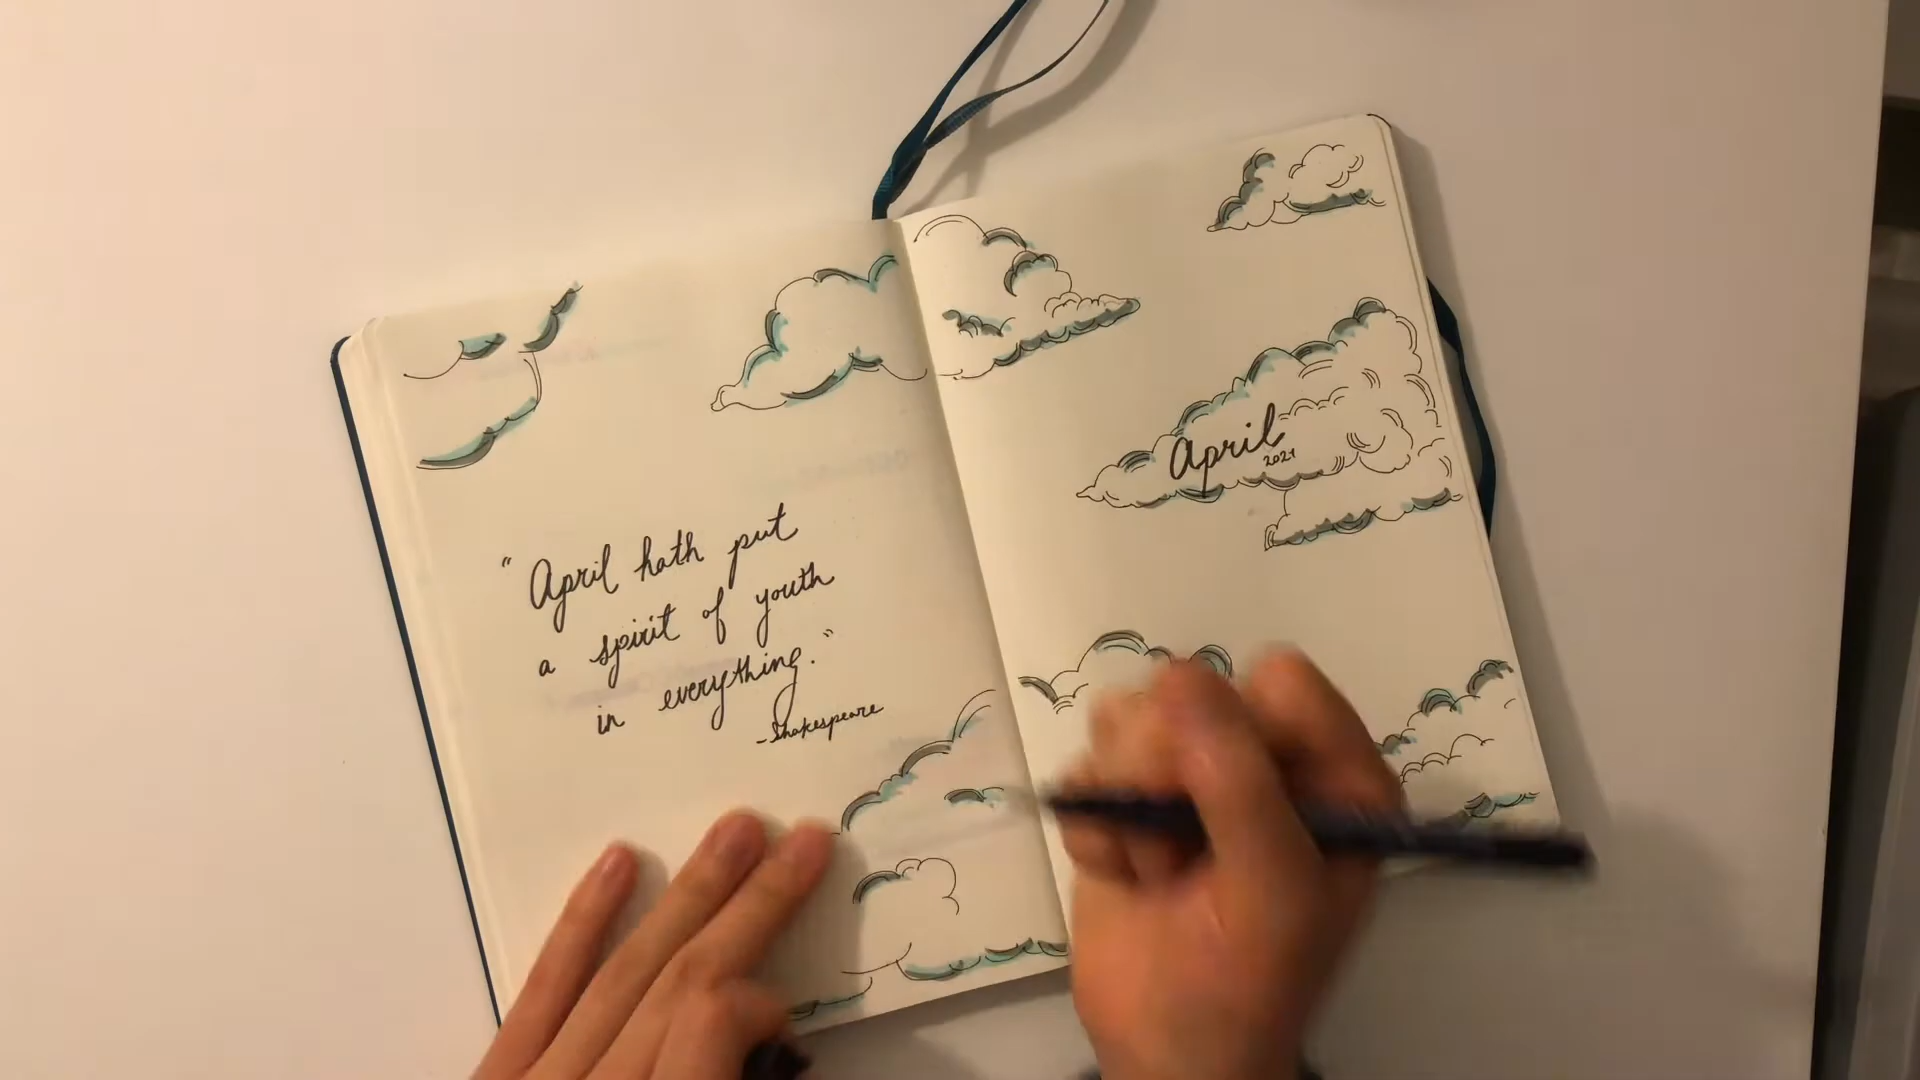 "April hath put
a spirit of youth
in everything."
-Shakespeare
April
2021